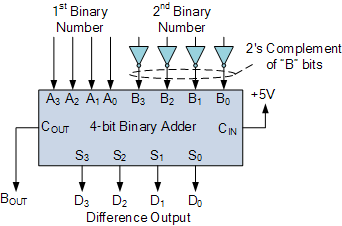 1st Binary Number
2nd Binary Number
2's Complement of "B" bits
A3 A2 A1 A0 B3 B2 B1 B0
+5V
COUT 4-bit Binary Adder CIN
S3 S2 S1 S0
BOUT D3 D2 D1 D0
Difference Output